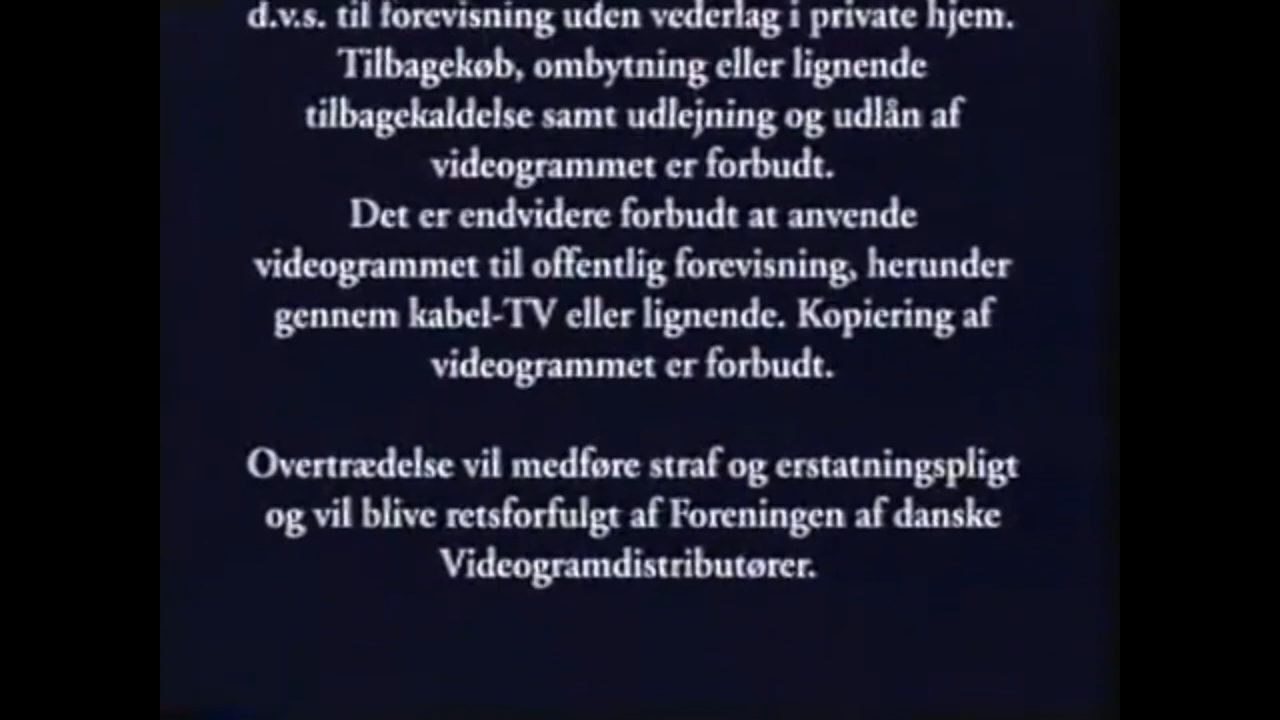 d.v.s. til forevisning uden vederlag i private hjem.
Tilbagekøb, ombytning eller lignende
tilbagekaldelse samt udlejning og udlån af
videogrammet er forbudt.
Det er endvidere forbudt at anvende
videogrammet til offentlig forevisning, herunder
gennem kabel-TV eller lignende. Kopiering af
videogrammet er forbudt.
Overtrædelse vil medføre straf og erstatningspligt
og vil blive retsforfulgt af Foreningen af danske
Videogramdistributører.